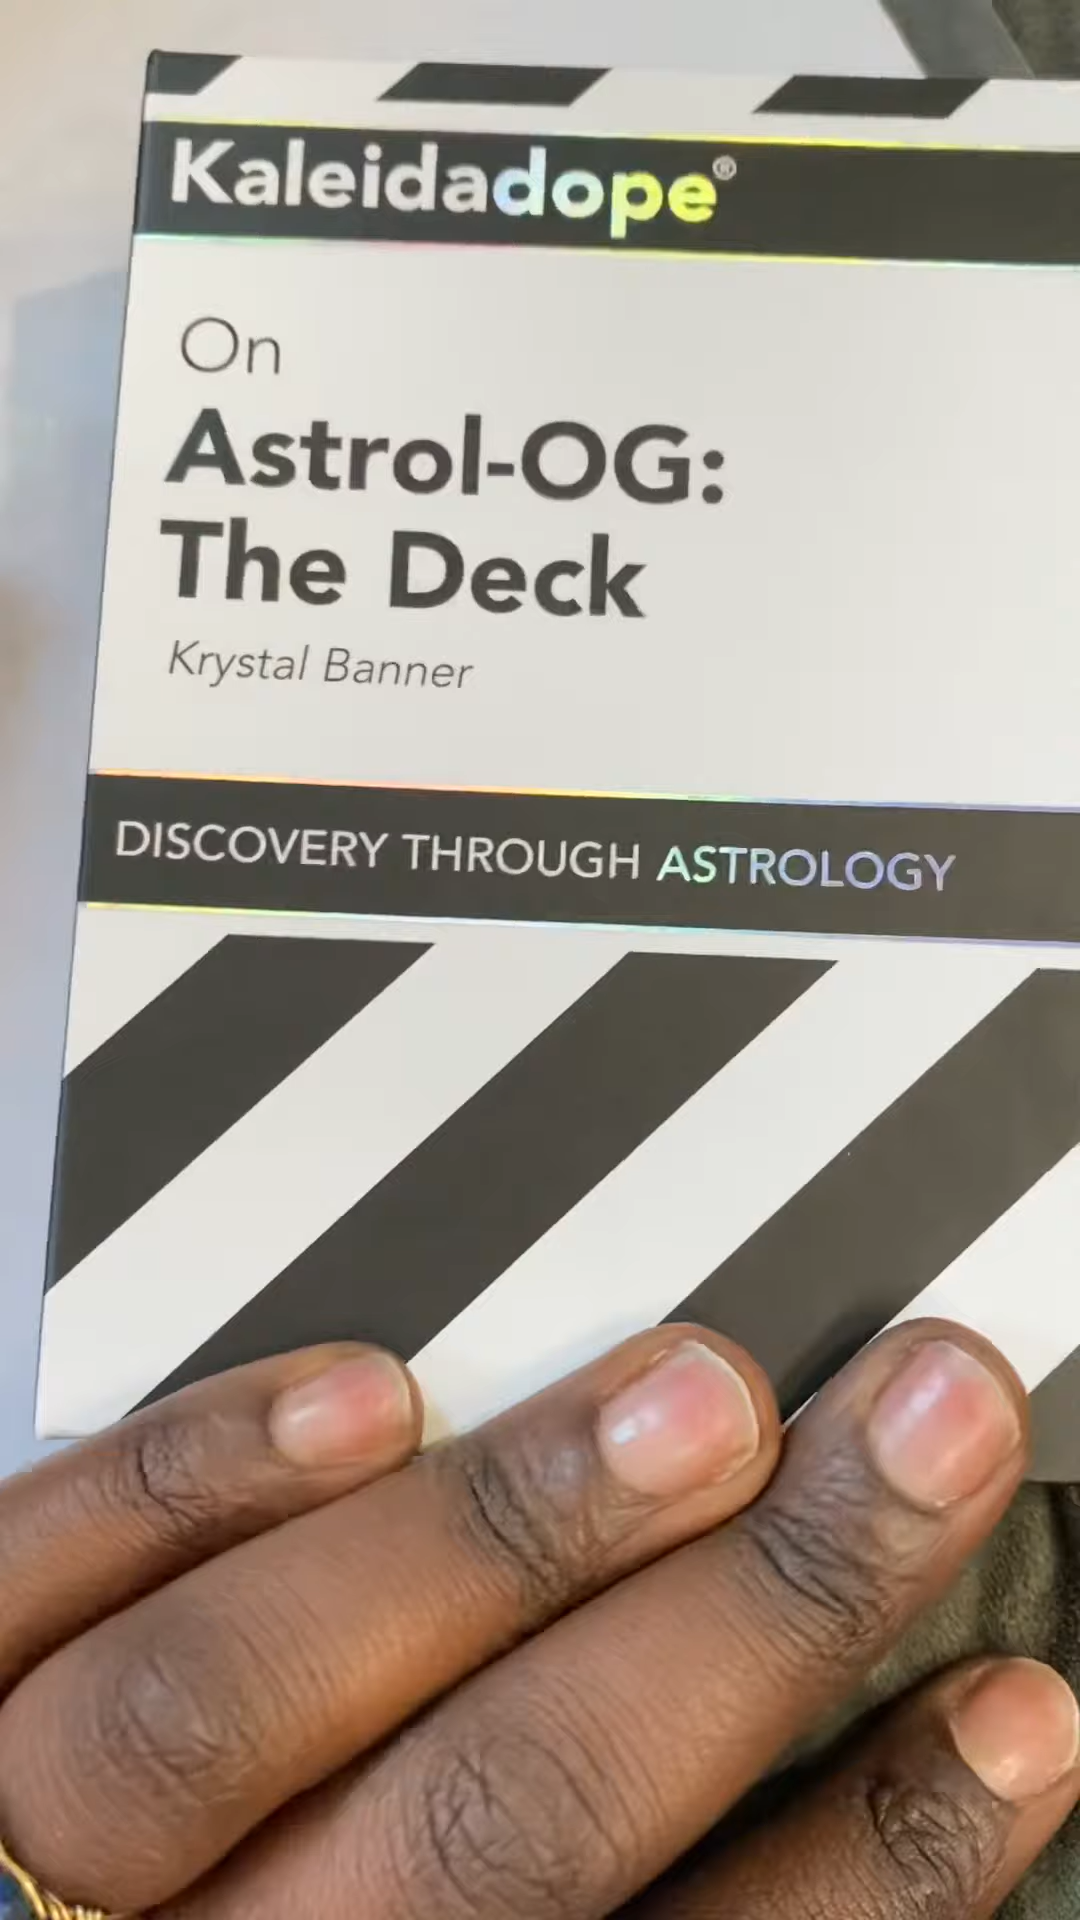 Kaleidadope®
On
Astrol-OG:
The Deck
Krystal Banner
DISCOVERY THROUGH ASTROLOGY